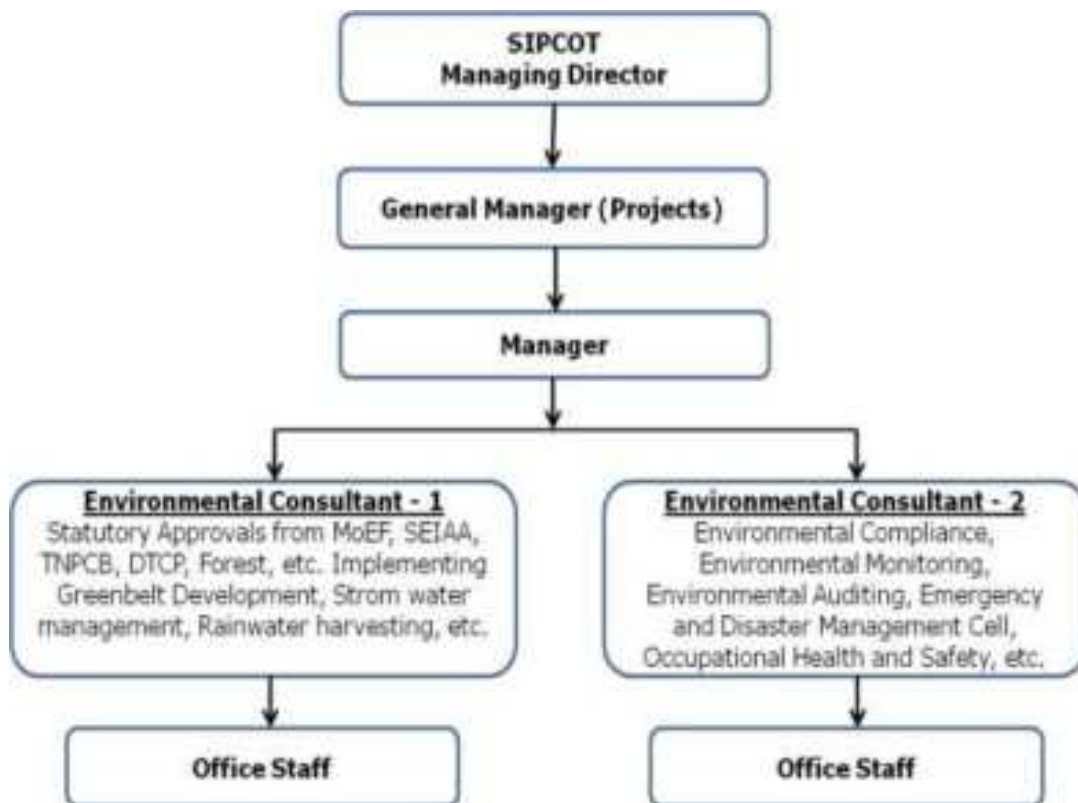 SIPCOT
Managing Director
General Manager (Projects)
Manager
Environmental Consultant - 1
Statutory Approvals from MoEF, SEIAA,
TNPCB, DTCP, Forest, etc. Implementing
Greenbelt Development, Strom water
management, Rainwater harvesting, etc.
Environmental Consultant - 2
Environmental Compliance,
Environmental Monitoring,
Environmental Auditing, Emergency
and Disaster Management Cell,
Occupational Health and Safety, etc.
Office Staff
Office Staff